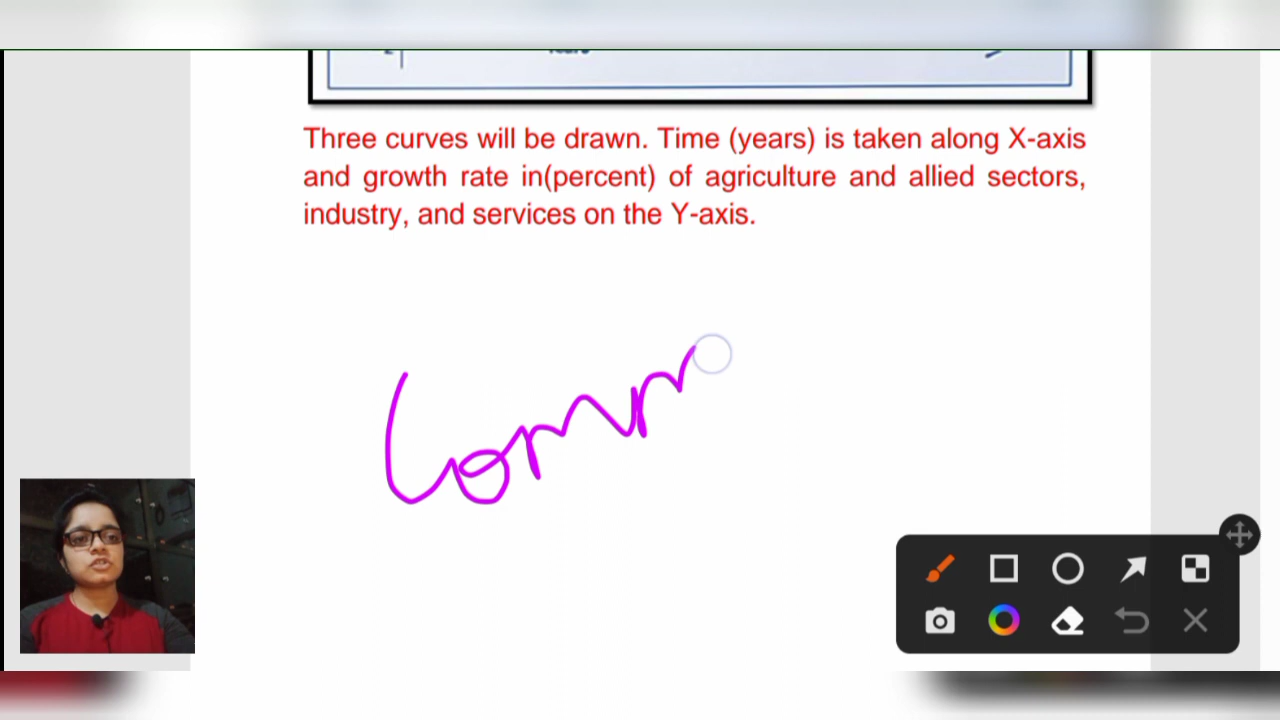 Three curves will be drawn. Time (years) is taken along X-axis
and growth rate in(percent) of agriculture and allied sectors,
industry, and services on the Y-axis.
Comm